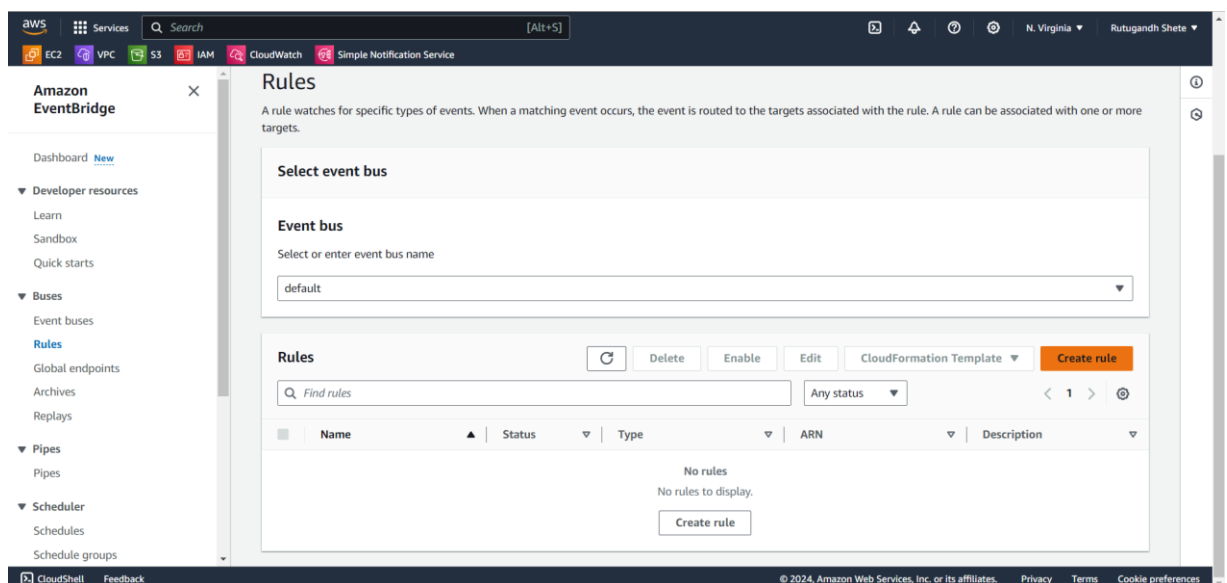 aws Services Search [Alt+S] N. Virginia Rutugandh Shete
EC2 VPC S3 IAM CloudWatch Simple Notification Service
Amazon EventBridge
Dashboard New
Developer resources
Learn
Sandbox
Quick starts
Buses
Event buses
Rules
Global endpoints
Archives
Replays
Pipes
Pipes
Scheduler
Schedules
Schedule groups
Rules
A rule watches for specific types of events. When a matching event occurs, the event is routed to the targets associated with the rule. A rule can be associated with one or more
targets.
Select event bus
Event bus
Select or enter event bus name
default
Rules Delete Enable Edit CloudFormation Template Create rule
Find rules Any status 1
Name Status Type ARN Description
No rules
No rules to display.
Create rule
CloudShell Feedback © 2024, Amazon Web Services, Inc. or its affiliates. Privacy Terms Cookie preferences